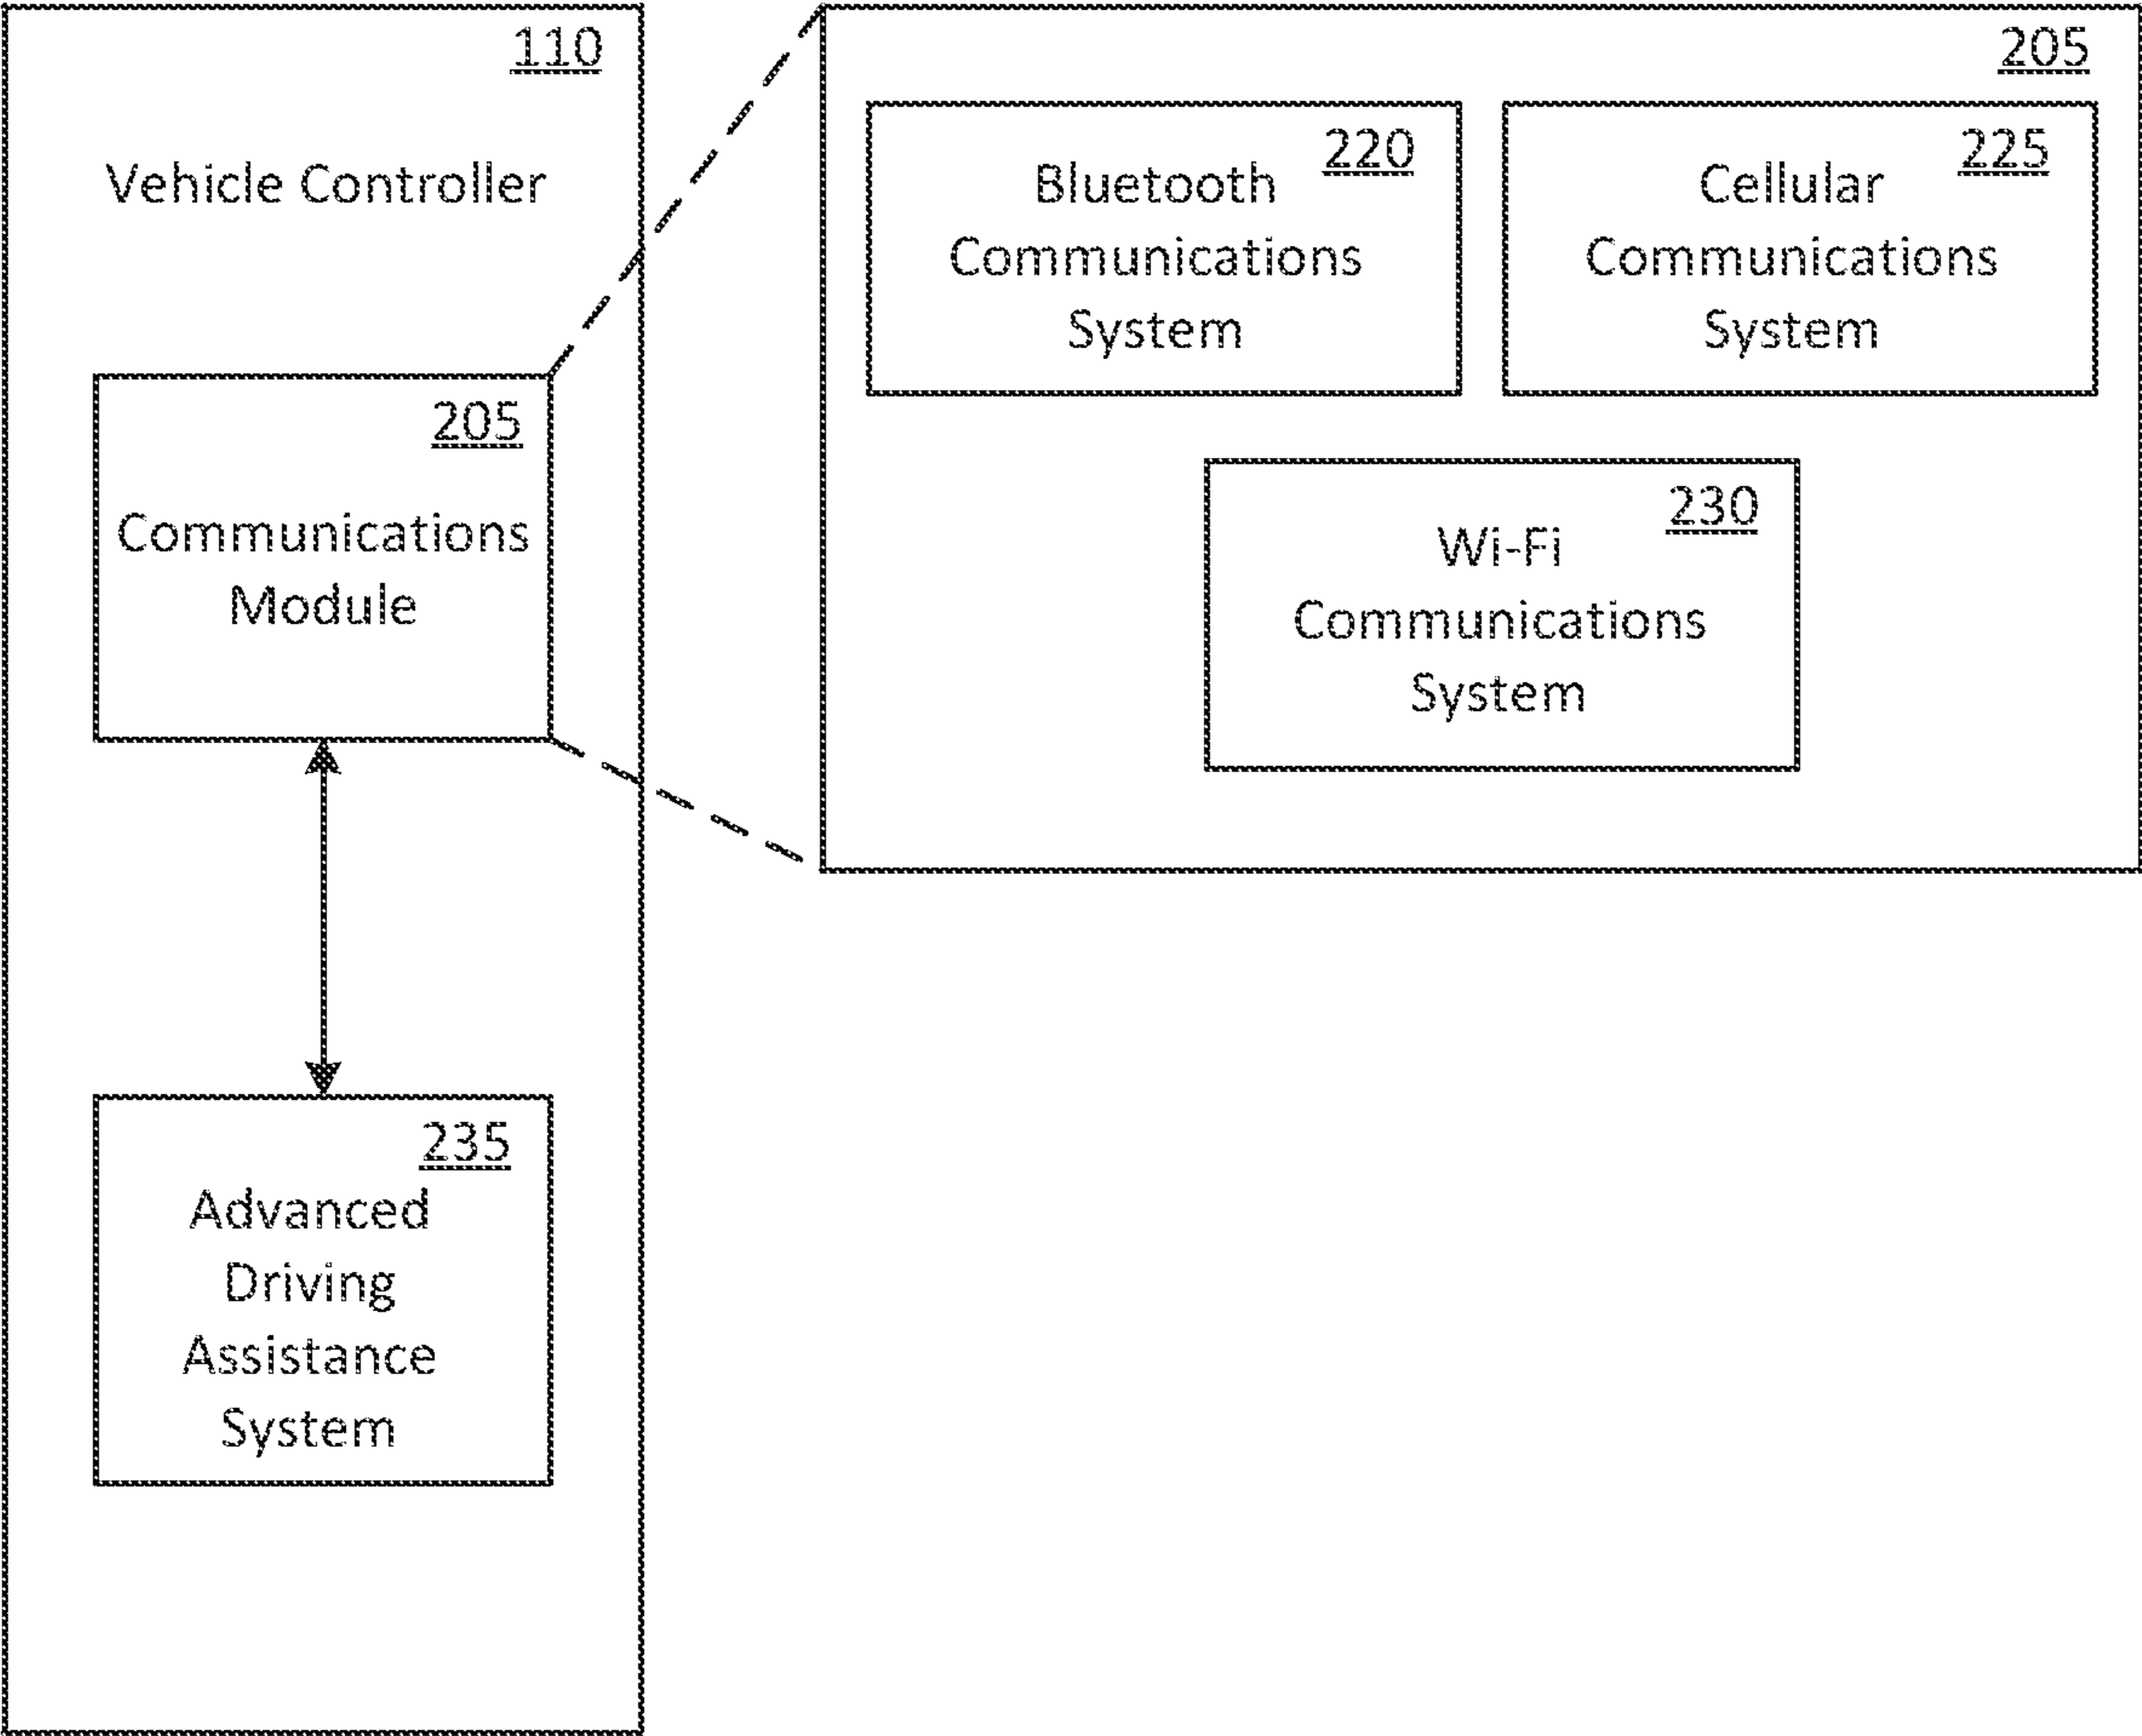 110
Vehicle Controller
205
Communications
Module
235
Advanced
Driving
Assistance
System
205
220
Bluetooth
Communications
System
225
Cellular
Communications
System
230
Wi-Fi
Communications
System